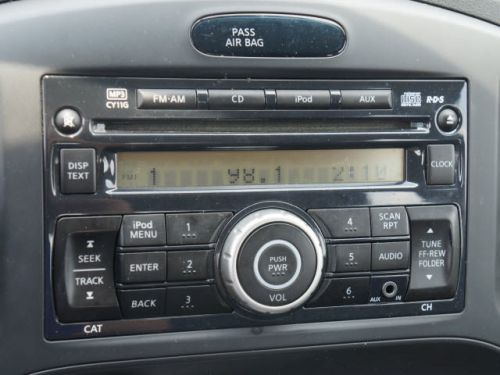 PASS
AIR BAG
MP3
CY11G
FM·AM
CD
iPod
AUX
R·D·S
DISP
TEXT
FM1 1 98.1
CLOCK
iPod
MENU
1
4
SCAN
RPT
SEEK
TRACK
ENTER
2
PUSH
PWR
VOL
5
AUDIO
TUNE
FF·REW
FOLDER
BACK
3
6
AUX IN
CAT
CH